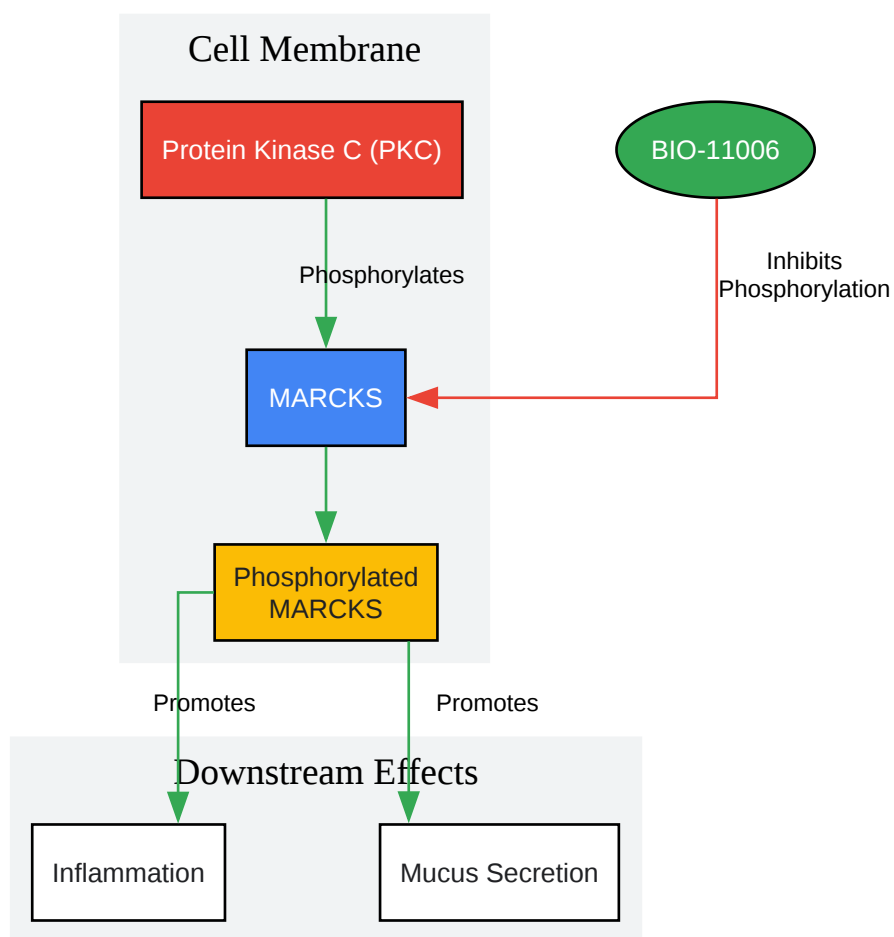 Cell Membrane
Protein Kinase C (PKC)
BIO-11006
Phosphorylates
Inhibits
Phosphorylation
MARCKS
Phosphorylated
MARCKS
Promotes
Promotes
Downstream Effects
Inflammation
Mucus Secretion